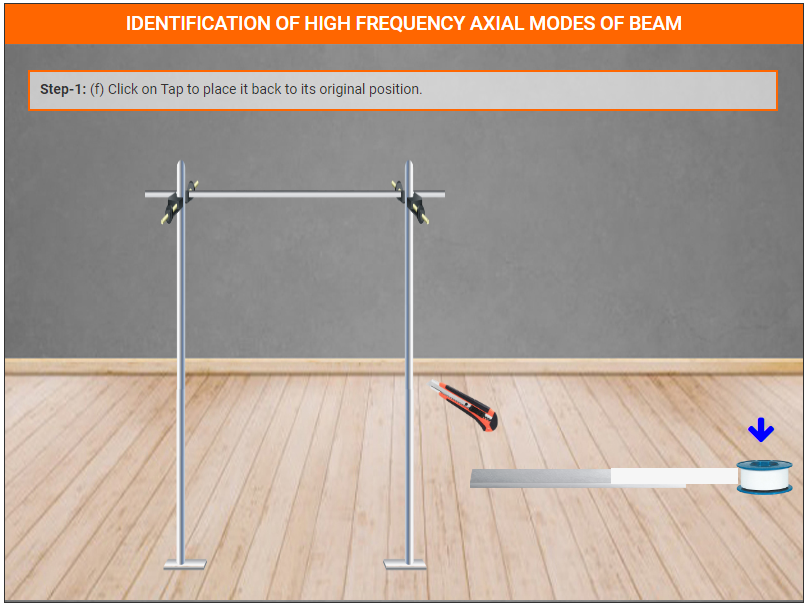 IDENTIFICATION OF HIGH FREQUENCY AXIAL MODES OF BEAM
Step-1: (f) Click on Tap to place it back to its original position.